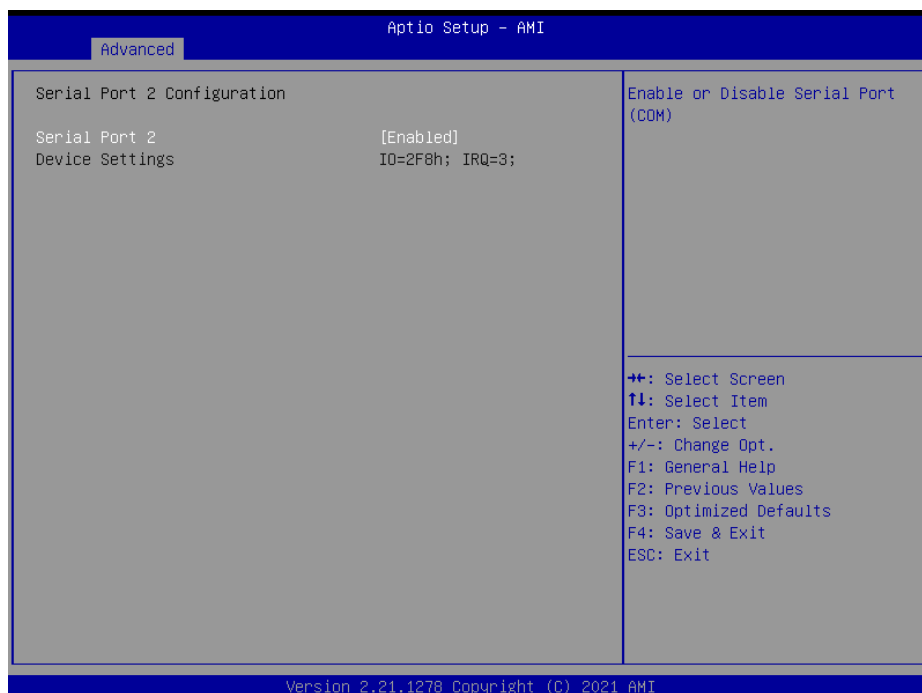 Aptio Setup – AMI
Advanced
Serial Port 2 Configuration
Serial Port 2 [Enabled]
Device Settings IO=2F8h; IRQ=3;
Enable or Disable Serial Port
(COM)
→←: Select Screen
↑↓: Select Item
Enter: Select
+/-: Change Opt.
F1: General Help
F2: Previous Values
F3: Optimized Defaults
F4: Save & Exit
ESC: Exit
Version 2.21.1278 Copyright (C) 2021 AMI